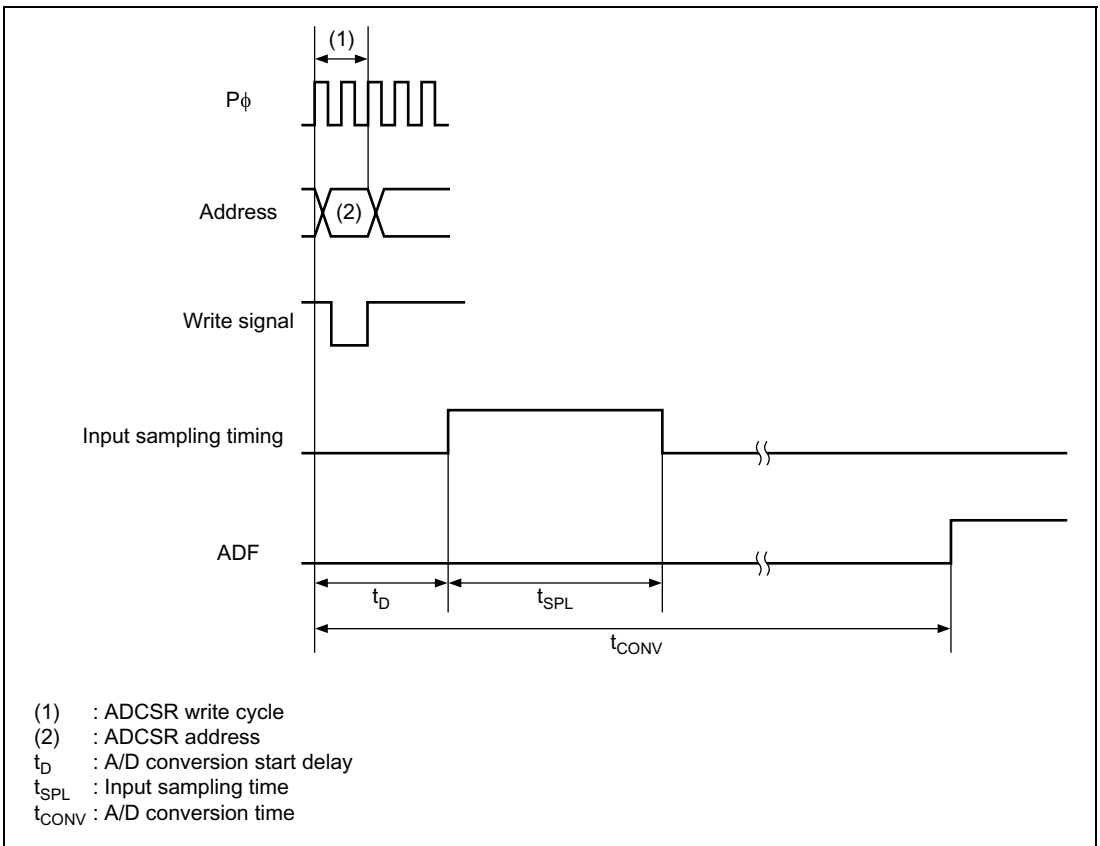 (1)
Pϕ
Address
(2)
Write signal
Input sampling timing
ADF
tD
tSPL
tCONV
(1) : ADCSR write cycle
(2) : ADCSR address
tD : A/D conversion start delay
tSPL : Input sampling time
tCONV : A/D conversion time